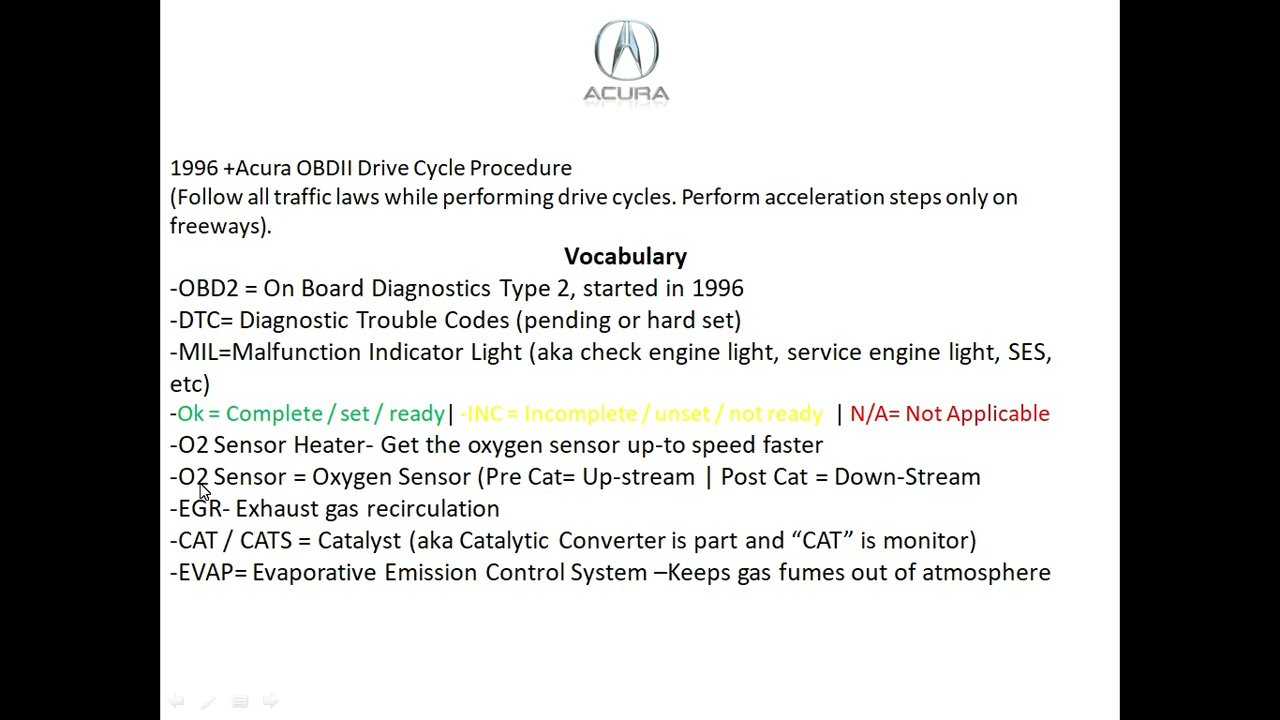 ACURA
1996 +Acura OBDII Drive Cycle Procedure
(Follow all traffic laws while performing drive cycles. Perform acceleration steps only on
freeways).
Vocabulary
-OBD2 = On Board Diagnostics Type 2, started in 1996
-DTC= Diagnostic Trouble Codes (pending or hard set)
-MIL=Malfunction Indicator Light (aka check engine light, service engine light, SES,
etc)
-Ok = Complete / set / ready| -INC = Incomplete / unset / not ready | N/A= Not Applicable
-O2 Sensor Heater- Get the oxygen sensor up-to speed faster
-O2 Sensor = Oxygen Sensor (Pre Cat= Up-stream | Post Cat = Down-Stream
-EGR- Exhaust gas recirculation
-CAT / CATS = Catalyst (aka Catalytic Converter is part and “CAT” is monitor)
-EVAP= Evaporative Emission Control System –Keeps gas fumes out of atmosphere